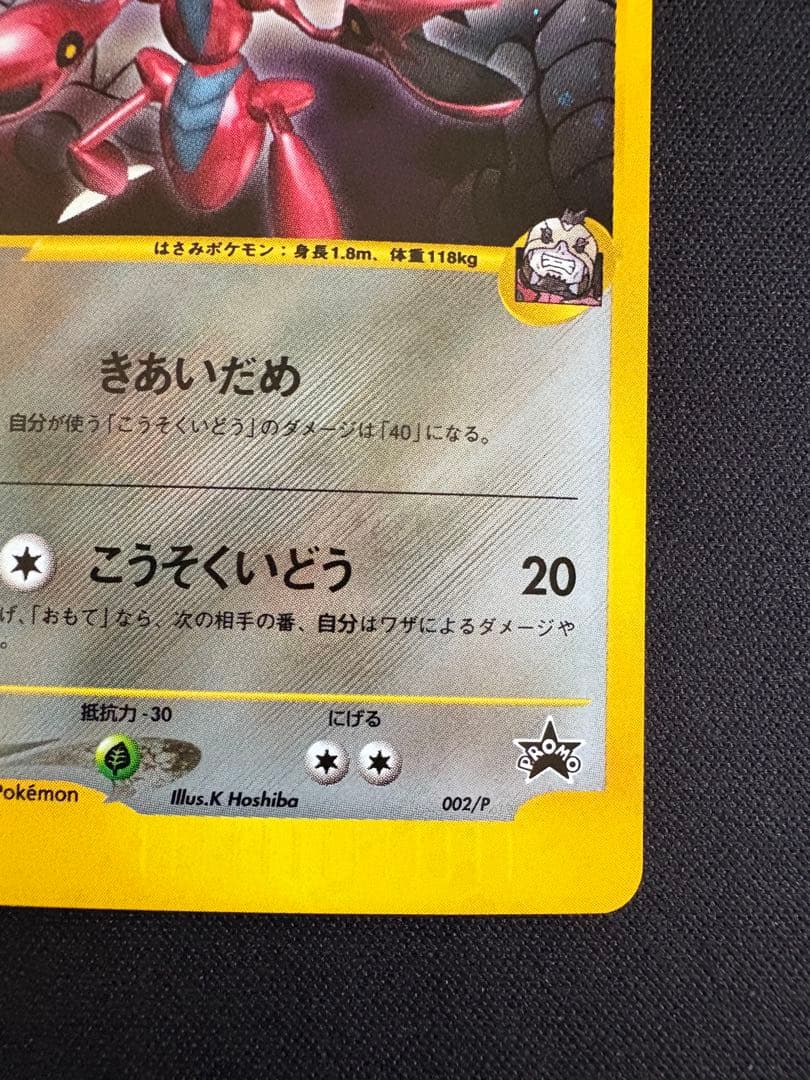 はさみポケモン：身長1.8m、体重118kg
きあいだめ
自分が使う「こうそくいどう」のダメージは「40」になる。
こうそくいどう 20
げ、「おもて」なら、次の相手の番、自分はワザによるダメージや
。
抵抗力 -30 にげる
PROMO
Pokémon Illus.K Hoshiba 002/P